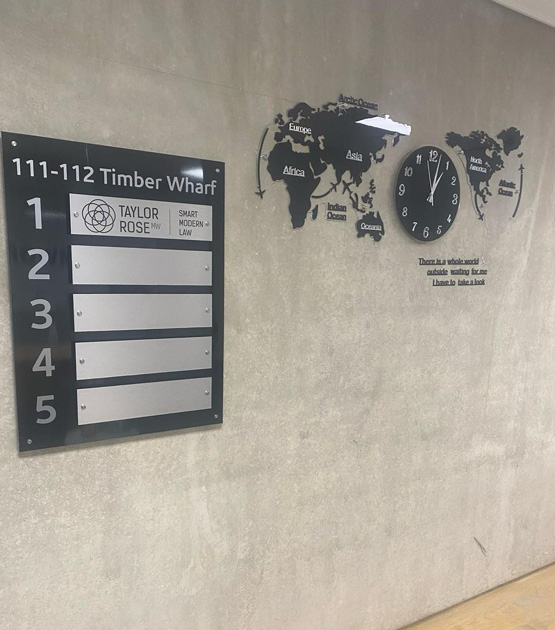 111-112 Timber Wharf
1
TAYLOR
ROSE MW
SMART
MODERN
LAW
2
3
4
5
Arctic Ocean
Europe
Asia
Africa
Indian
Ocean
Oceania
12
1
2
3
4
5
6
7
8
9
10
11
North
America
Atlantic
Ocean
There is a whole world
outside waiting for me
I have to take a look